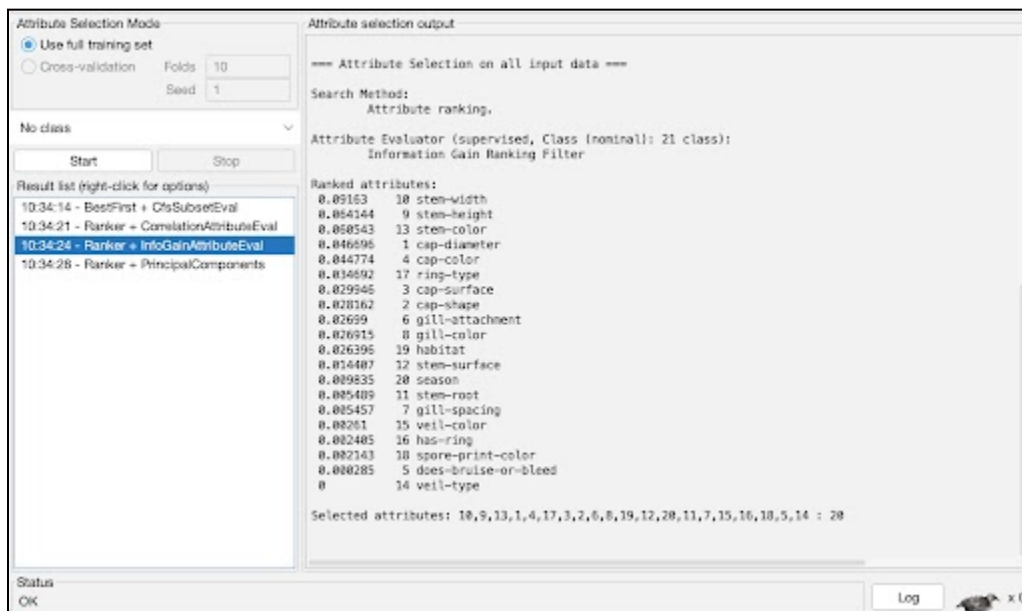 Attribute Selection Mode
Use full training set
Cross-validation Folds 10
Seed 1
No class
Start Stop
Result list (right-click for options)
10:34:14 - BestFirst + CfsSubsetEval
10:34:21 - Ranker + CorrelationAttributeEval
10:34:24 - Ranker + InfoGainAttributeEval
10:34:28 - Ranker + PrincipalComponents
Attribute selection output
=== Attribute Selection on all input data ===
Search Method:
Attribute ranking.
Attribute Evaluator (supervised, Class (nominal): 21 class):
Information Gain Ranking Filter
Ranked attributes:
0.09163 10 stem-width
0.064144 9 stem-height
0.060543 13 stem-color
0.046696 1 cap-diameter
0.044774 4 cap-color
0.034692 17 ring-type
0.029946 3 cap-surface
0.028162 2 cap-shape
0.02699 6 gill-attachment
0.026915 8 gill-color
0.026396 19 habitat
0.014407 12 stem-surface
0.009835 20 season
0.005489 11 stem-root
0.005457 7 gill-spacing
0.00261 15 veil-color
0.002405 16 has-ring
0.002143 18 spore-print-color
0.000285 5 does-bruise-or-bleed
0 14 veil-type
Selected attributes: 10,9,13,1,4,17,3,2,6,8,19,12,20,11,7,15,16,18,5,14 : 20
Status
OK
Log